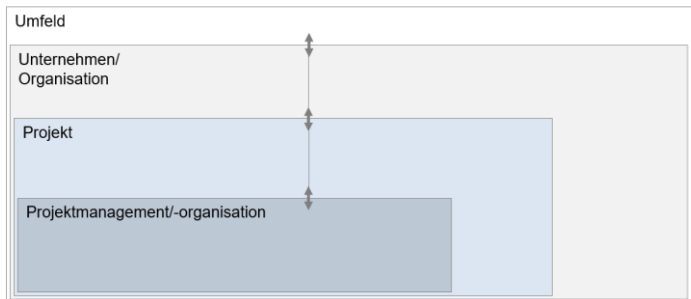 Umfeld
Unternehmen/
Organisation
Projekt
Projektmanagement/-organisation